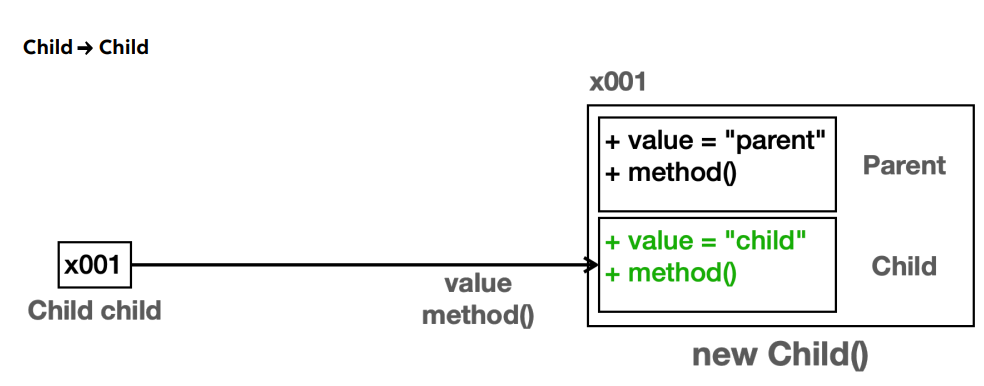 Child → Child
x001
+ value = "parent"
+ method()
Parent
+ value = "child"
+ method()
Child
x001
value
method()
Child child
new Child()